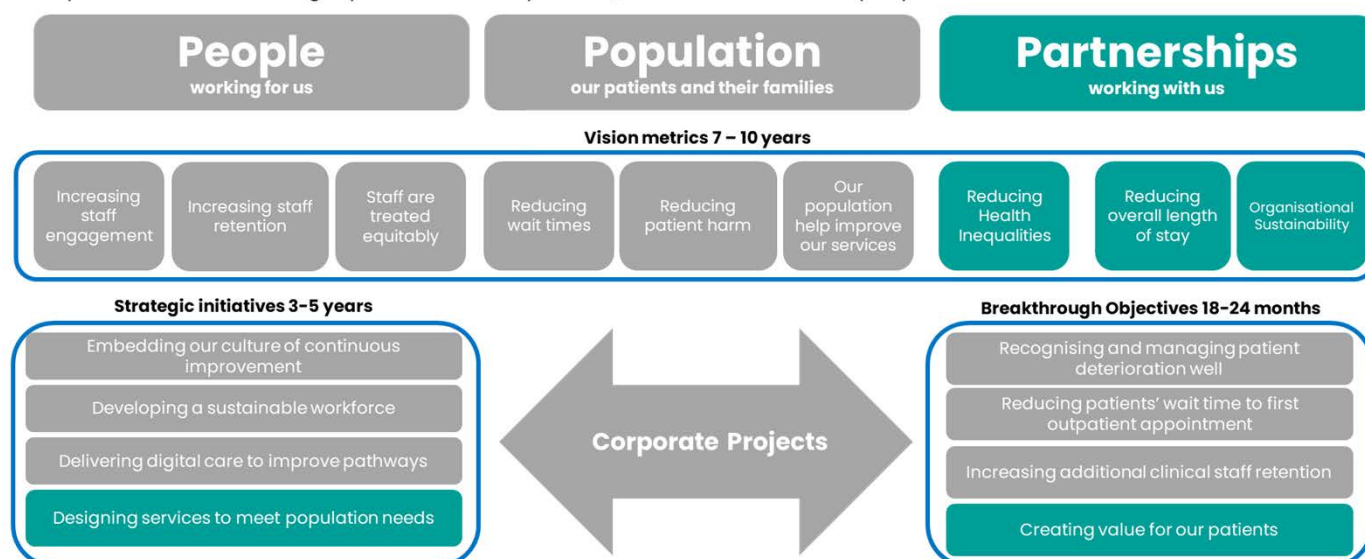 People
working for us
Population
our patients and their families
Partnerships
working with us
Vision metrics 7 – 10 years
Increasing
staff
engagement
Increasing staff
retention
Staff are
treated
equitably
Reducing
wait times
Reducing
patient harm
Our
population
help improve
our services
Reducing
Health
Inequalities
Reducing
overall length
of stay
Organisational
Sustainability
Strategic initiatives 3-5 years
Embedding our culture of continuous
improvement
Developing a sustainable workforce
Delivering digital care to improve pathways
Designing services to meet population needs
Corporate Projects
Breakthrough Objectives 18-24 months
Recognising and managing patient
deterioration well
Reducing patients’ wait time to first
outpatient appointment
Increasing additional clinical staff retention
Creating value for our patients